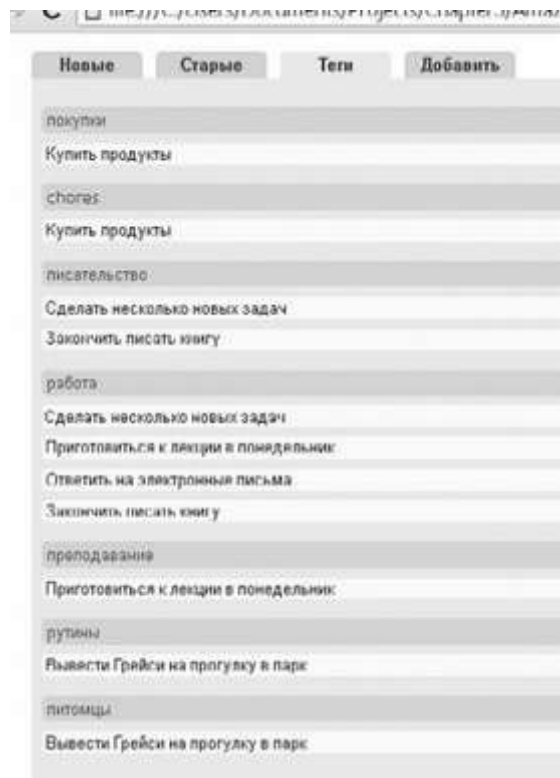 Новые Старые Теги Добавить
покупки
Купить продукты
chores
Купить продукты
писательство
Сделать несколько новых задач
Закончить писать книгу
работа
Сделать несколько новых задач
Приготовиться к лекции в понедельник
Ответить на электронные письма
Закончить писать книгу
преподавание
Приготовиться к лекции в понедельник
рутины
Вывести Грейси на прогулку в парк
питомцы
Вывести Грейси на прогулку в парк